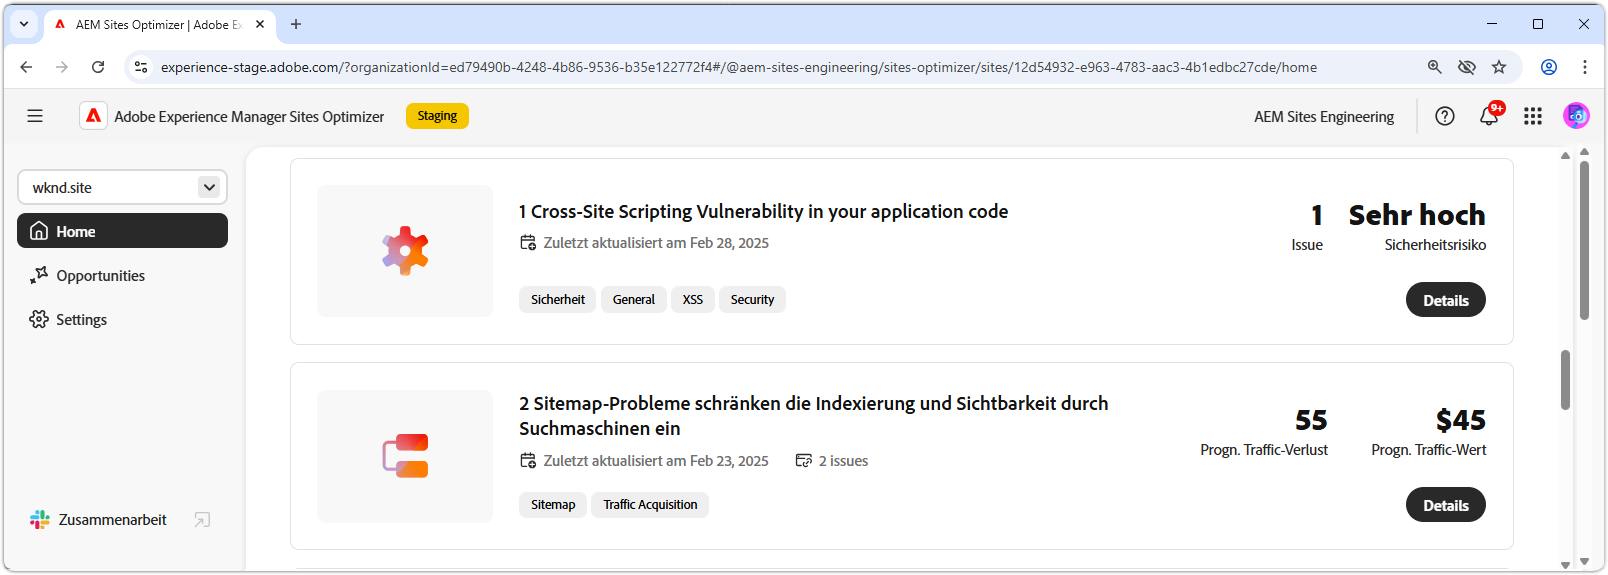 AEM Sites Optimizer | Adobe Ex
experience-stage.adobe.com/?organizationId=ed79490b-4248-4b86-9536-b35e122772f4#/@aem-sites-engineering/sites-optimizer/sites/12d54932-e963-4783-aac3-4b1edbc27cde/home
Adobe Experience Manager Sites Optimizer
Staging
AEM Sites Engineering
9+
wknd.site
Home
Opportunities
Settings
Zusammenarbeit
1 Cross-Site Scripting Vulnerability in your application code
Zuletzt aktualisiert am Feb 28, 2025
Sicherheit General XSS Security
1 Sehr hoch
Issue Sicherheitsrisiko
Details
2 Sitemap-Probleme schränken die Indexierung und Sichtbarkeit durch
Suchmaschinen ein
Zuletzt aktualisiert am Feb 23, 2025 2 issues
Sitemap Traffic Acquisition
55 $45
Progn. Traffic-Verlust Progn. Traffic-Wert
Details